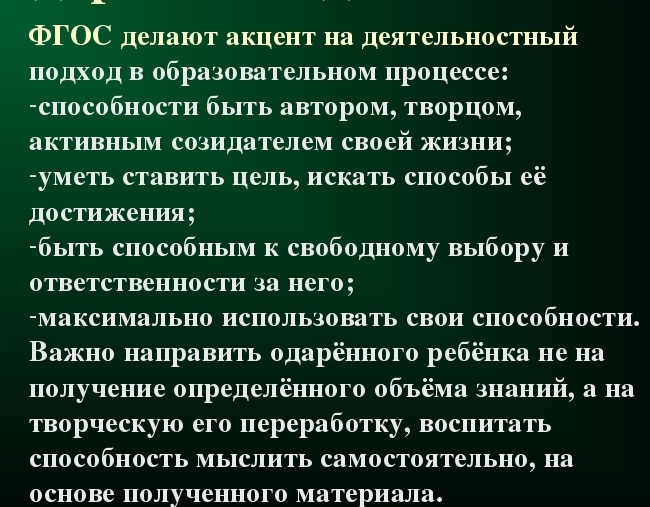 ФГОС делают акцент на деятельностный
подход в образовательном процессе:
-способности быть автором, творцом,
активным созидателем своей жизни;
-уметь ставить цель, искать способы её
достижения;
-быть способным к свободному выбору и
ответственности за него;
-максимально использовать свои способности.
Важно направить одарённого ребёнка не на
получение определённого объёма знаний, а на
творческую его переработку, воспитать
способность мыслить самостоятельно, на
основе полученного материала.